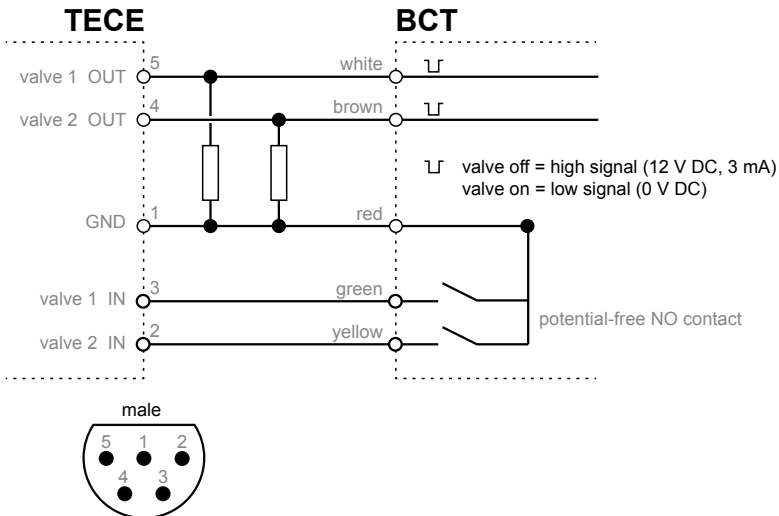 TECE BCT
valve 1 OUT 5 white
valve 2 OUT 4 brown
valve off = high signal (12 V DC, 3 mA)
valve on = low signal (0 V DC)
GND 1 red
valve 1 IN 3 green
potential-free NO contact
valve 2 IN 2 yellow
male
5 1 2
4 3